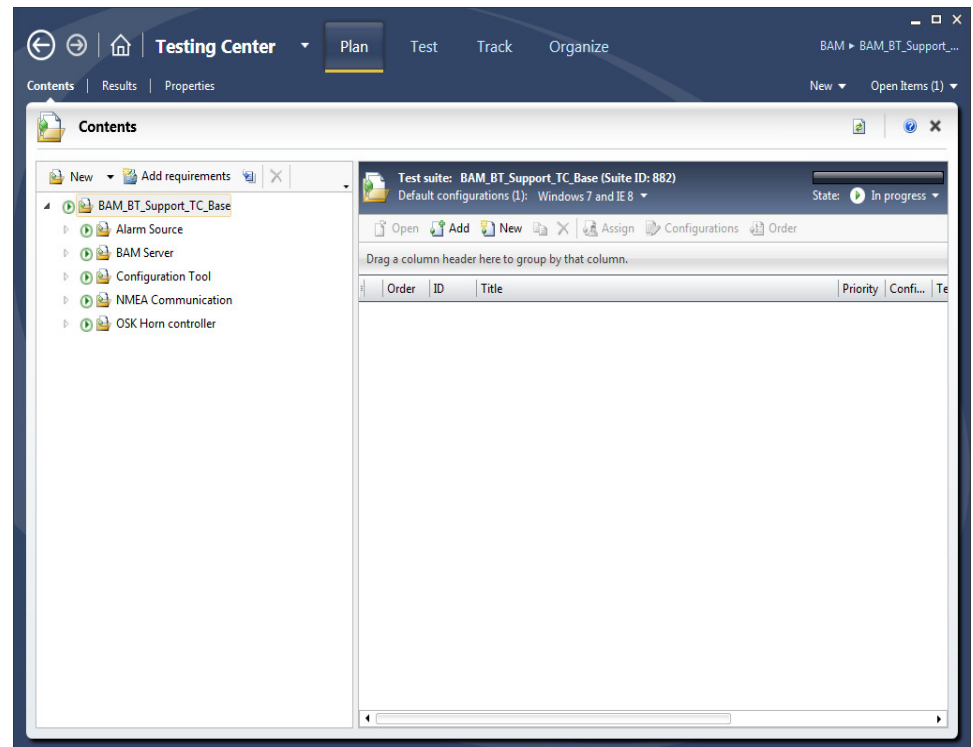 Testing Center Plan Test Track Organize BAM ► BAM_BT_Support_...
Contents | Results | Properties New ▼ Open Items (1) ▼
Contents
New Add requirements
BAM_BT_Support_TC_Base
Alarm Source
BAM Server
Configuration Tool
NMEA Communication
OSK Horn controller
Test suite: BAM_BT_Support_TC_Base (Suite ID: 882)
Default configurations (1): Windows 7 and IE 8 State: In progress
Open Add New Assign Configurations Order
Drag a column header here to group by that column.
Order ID Title Priority Confi... Te